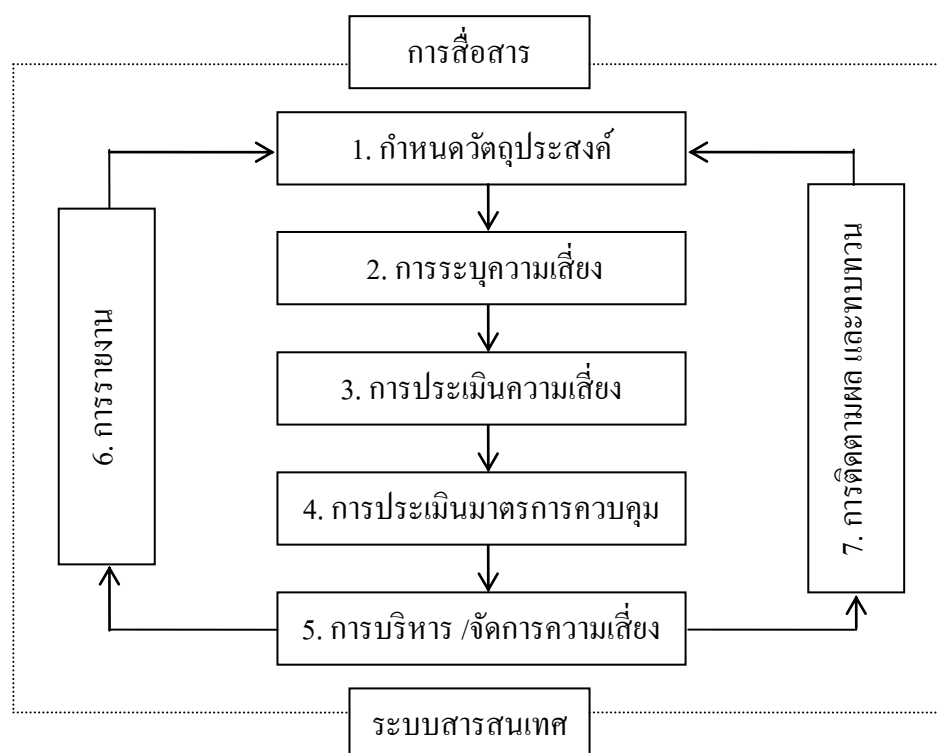 การสื่อสาร
1. กำหนดวัตถุประสงค์
2. การระบุความเสี่ยง
3. การประเมินความเสี่ยง
4. การประเมินมาตรการควบคุม
5. การบริหาร /จัดการความเสี่ยง
6. การรายงาน
7. การติดตามผล และทบทวน
ระบบสารสนเทศ